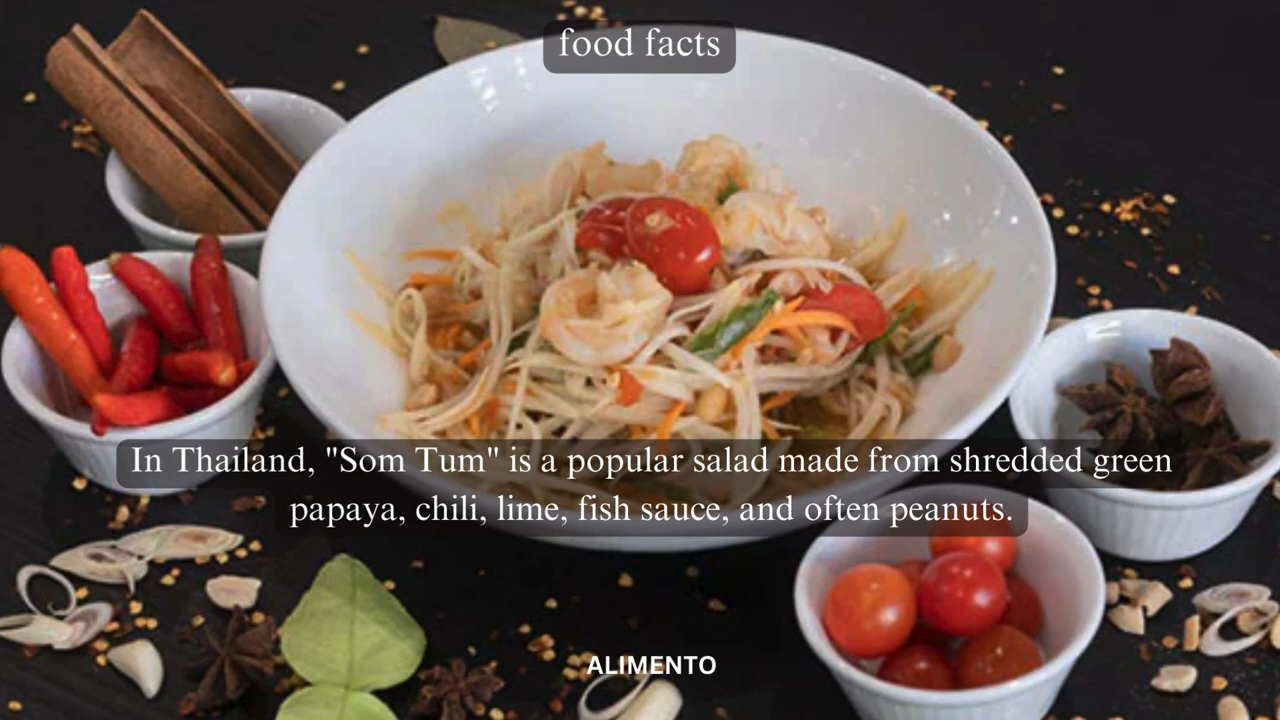 food facts
In Thailand, "Som Tum" is a popular salad made from shredded green
papaya, chili, lime, fish sauce, and often peanuts.
ALIMENTO